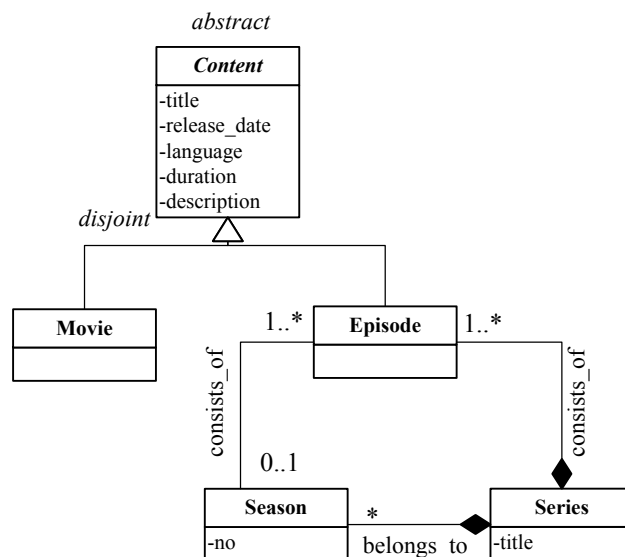 abstract
Content
-title
-release_date
-language
-duration
-description
disjoint
Movie
1..*
Episode
1..*
consists_of
consists_of
0..1
Season
-no
*
belongs to
Series
-title